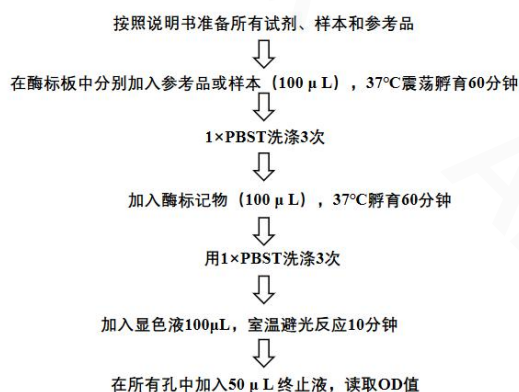 按照说明书准备所有试剂、样本和参考品
在酶标板中分别加入参考品或样本（100 μ L），37°C震荡孵育60分钟
1×PBST洗涤3次
加入酶标记物（100 μ L），37°C孵育60分钟
用1×PBST洗涤3次
加入显色液100μL，室温避光反应10分钟
在所有孔中加入50 μ L 终止液，读取OD值